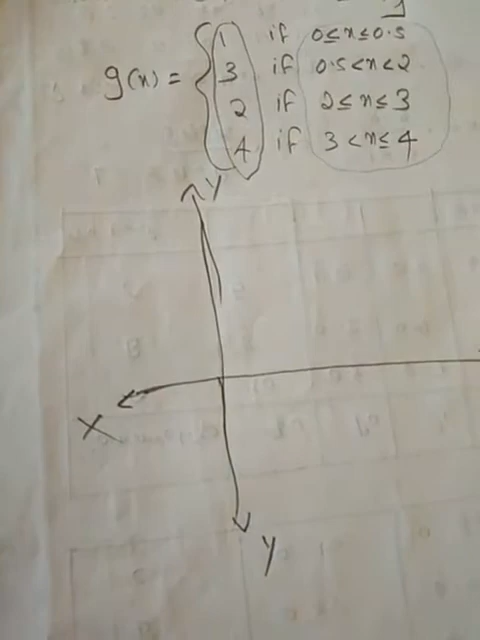 g(x) = { 1 if 0≤x≤0.5
3 if 0.5<x<2
2 if 2≤x≤3
4 if 3<x≤4
Y
X
Y